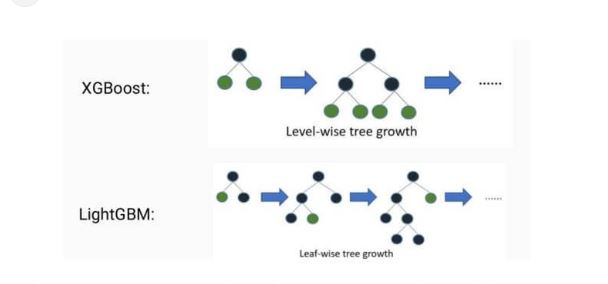 XGBoost:
......
Level-wise tree growth
LightGBM:
......
Leaf-wise tree growth